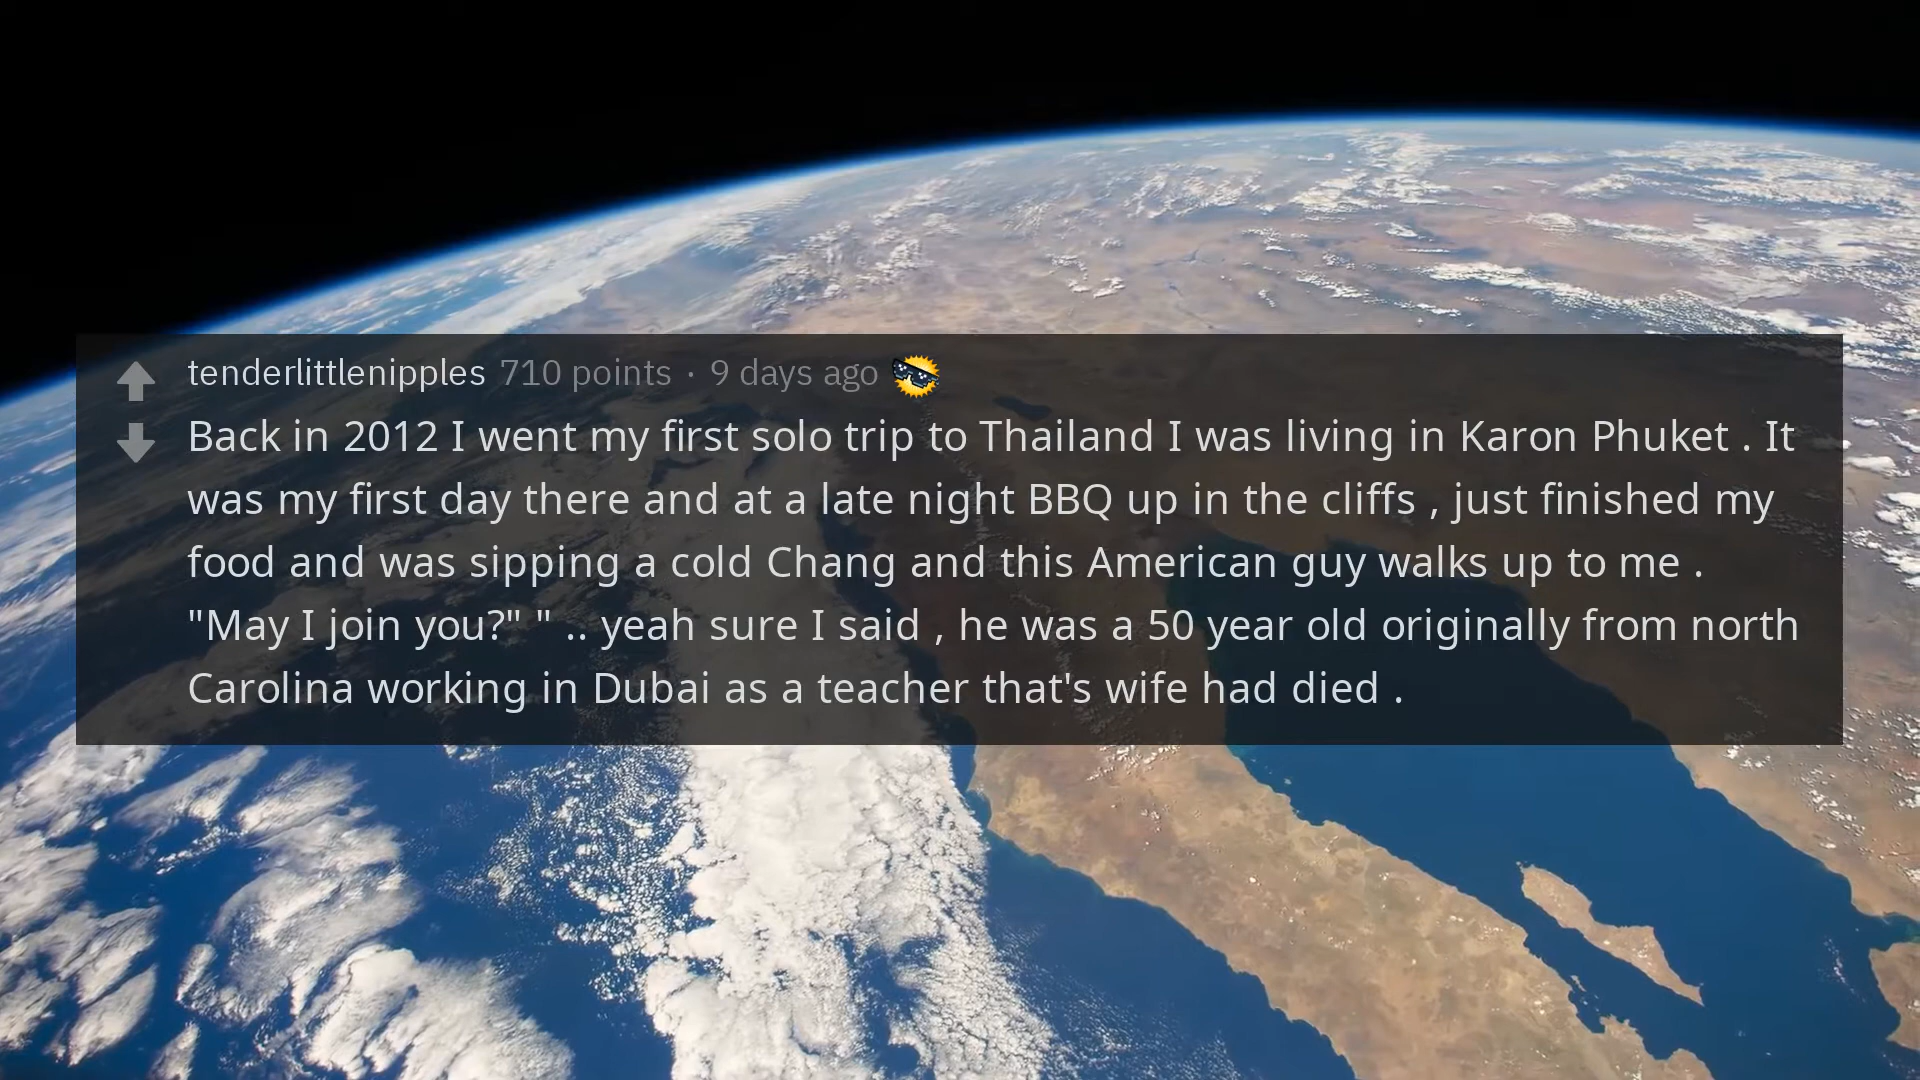 tenderlittlenipples 710 points · 9 days ago
Back in 2012 I went my first solo trip to Thailand I was living in Karon Phuket . It
was my first day there and at a late night BBQ up in the cliffs , just finished my
food and was sipping a cold Chang and this American guy walks up to me .
"May I join you?" " .. yeah sure I said , he was a 50 year old originally from north
Carolina working in Dubai as a teacher that's wife had died .